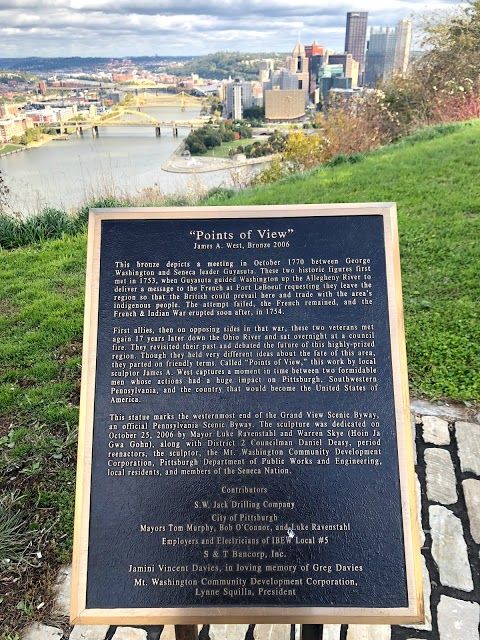 "Points of View"
James A. West, Bronze 2006
This bronze depicts a meeting in October 1770 between George
Washington and Seneca leader Guyasuta. These two historic figures first
met in 1753, when Guyasuta guided Washington up the Allegheny River to
deliver a message to the French at Fort LeBoeuf requesting they leave the
region so that the British could prevail here and trade with the area's
indigenous people. The attempt failed, the French remained, and the
French & Indian War erupted soon after, in 1754.
First allies, then on opposing sides in that war, these two veterans met
again 17 years later down the Ohio River and sat overnight at a council
fire. They revisited their past and debated the future of this highly-prized
region. Though they held very different ideas about the fate of this area,
they parted on friendly terms. Called "Points of View," this work by local
sculptor James A. West captures a moment in time between two formidable
men whose actions had a huge impact on Pittsburgh, Southwestern
Pennsylvania, and the country that would become the United States of
America.
This statue marks the westernmost end of the Grand View Scenic Byway,
an official Pennsylvania Scenic Byway. The sculpture was dedicated on
October 25, 2006 by Mayor Luke Ravenstahl and Warren Skye (Hoin Ja
Gwa Gohn), along with District 2 Councilman Daniel Deasy, period
reenactors, the sculptor, the Mt. Washington Community Development
Corporation, Pittsburgh Department of Public Works and Engineering,
local residents, and members of the Seneca Nation.
Contributors
S.W. Jack Drilling Company
City of Pittsburgh
Mayors Tom Murphy, Bob O'Connor, and Luke Ravenstahl
Employers and Electricians of IBEW Local #5
S & T Bancorp, Inc.
Jamini Vincent Davies, in loving memory of Greg Davies
Mt. Washington Community Development Corporation,
Lynne Squilla, President